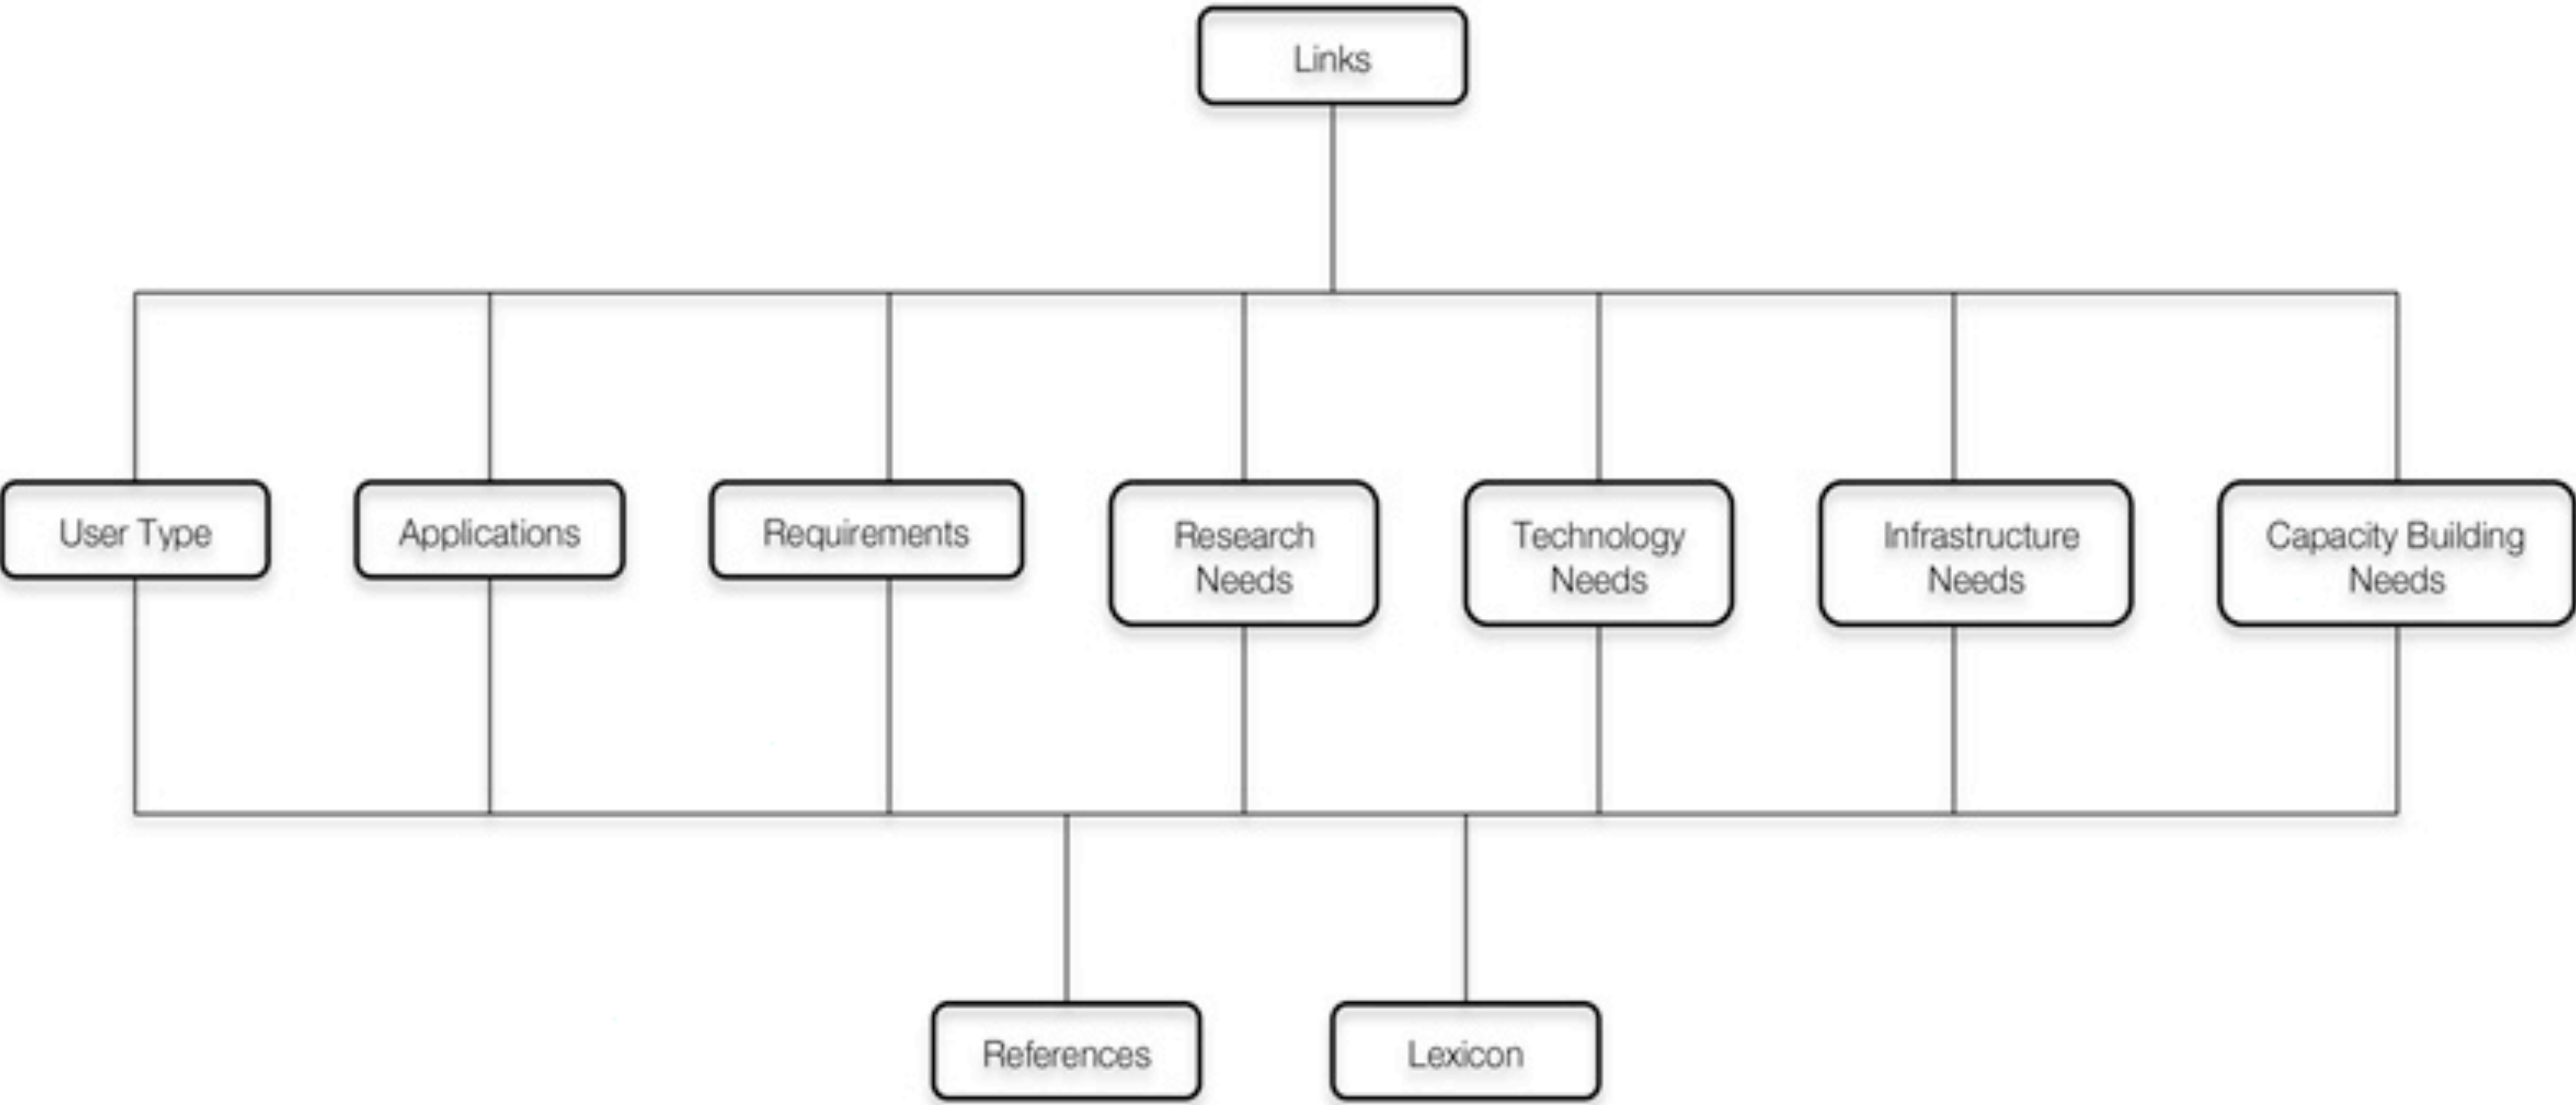 Links
User Type
Applications
Requirements
Research
Needs
Technology
Needs
Infrastructure
Needs
Capacity Building
Needs
References
Lexicon